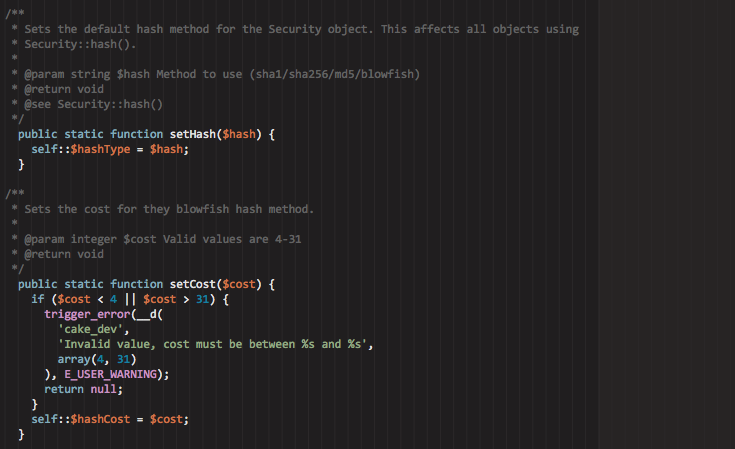 /**
 * Sets the default hash method for the Security object. This affects all objects using
 * Security::hash().
 *
 * @param string $hash Method to use (sha1/sha256/md5/blowfish)
 * @return void
 * @see Security::hash()
 */
  public static function setHash($hash) {
    self::$hashType = $hash;
  }

/**
 * Sets the cost for they blowfish hash method.
 *
 * @param integer $cost Valid values are 4-31
 * @return void
 */
  public static function setCost($cost) {
    if ($cost < 4 || $cost > 31) {
      trigger_error(__d(
        'cake_dev',
        'Invalid value, cost must be between %s and %s',
        array(4, 31)
      ), E_USER_WARNING);
      return null;
    }
    self::$hashCost = $cost;
  }